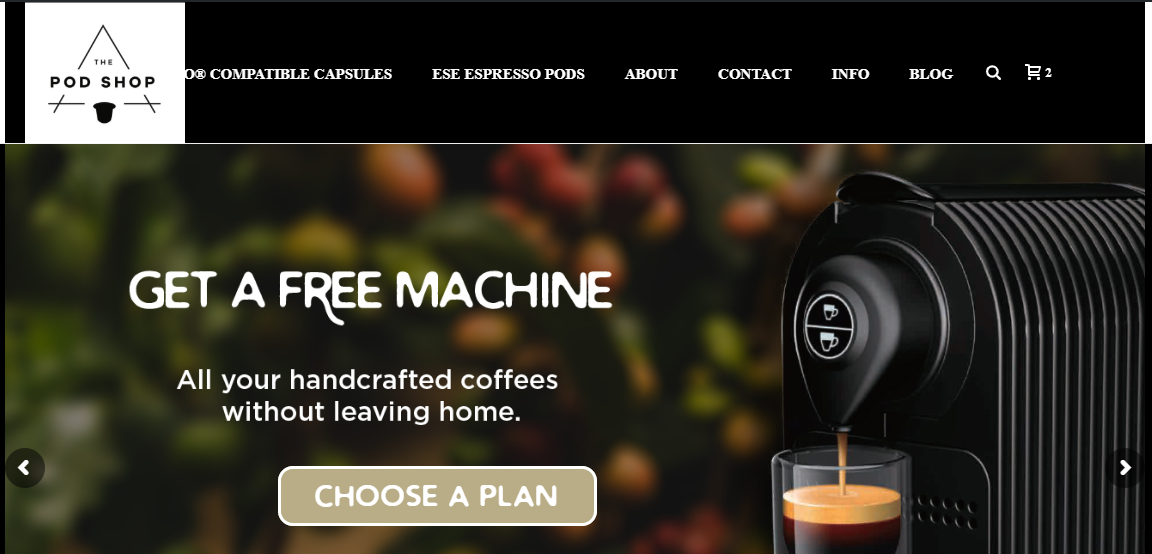 THE
POD SHOP
O® COMPATIBLE CAPSULES ESE ESPRESSO PODS ABOUT CONTACT INFO BLOG 2
GET A FREE MACHINE
All your handcrafted coffees
without leaving home.
CHOOSE A PLAN